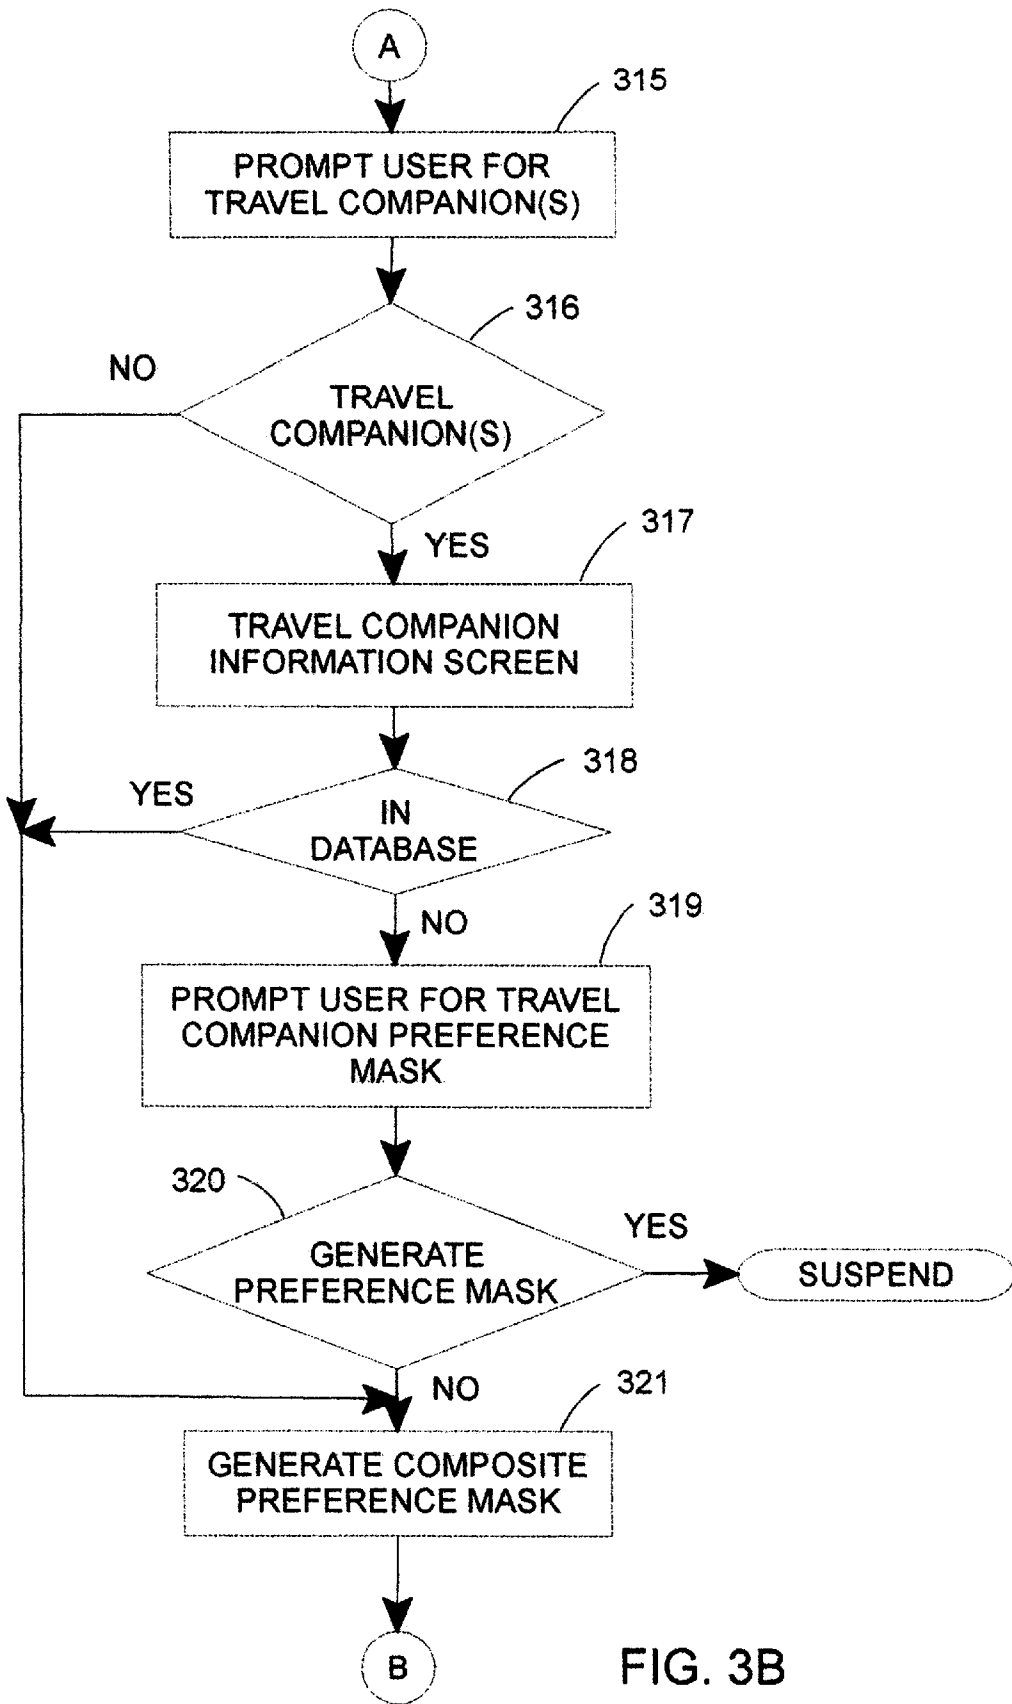 A
315
PROMPT USER FOR
TRAVEL COMPANION(S)
316
NO
TRAVEL
COMPANION(S)
YES
317
TRAVEL COMPANION
INFORMATION SCREEN
318
YES
IN
DATABASE
NO
319
PROMPT USER FOR TRAVEL
COMPANION PREFERENCE
MASK
320
YES
GENERATE
PREFERENCE MASK
SUSPEND
NO
321
GENERATE COMPOSITE
PREFERENCE MASK
B
FIG. 3B